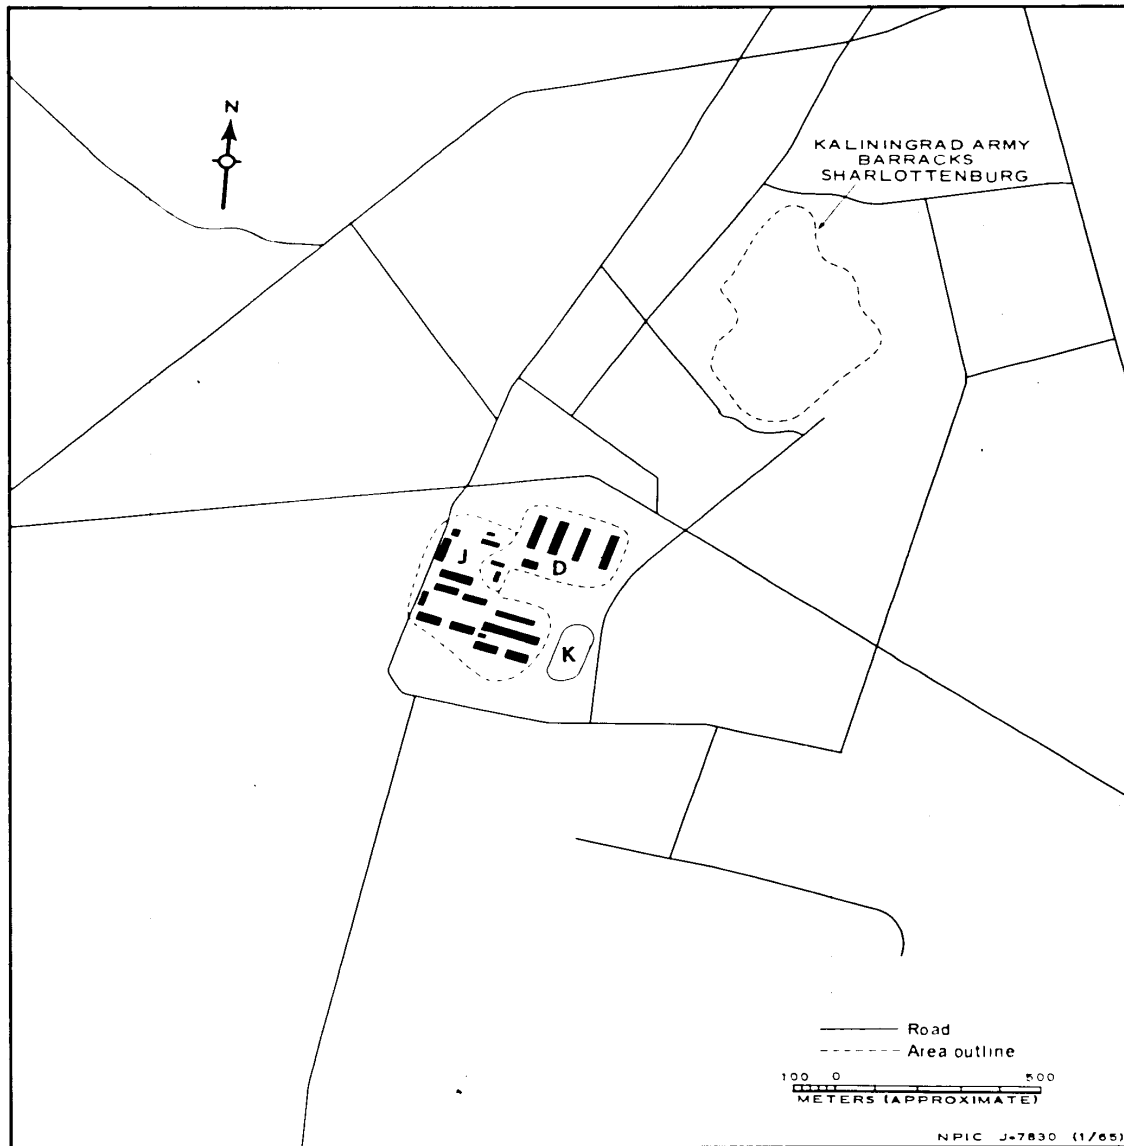 N
KALININGRAD ARMY
BARRACKS
SHARLOTTENBURG
J
D
K
Road
Area outline
100 0 500
METERS (APPROXIMATE)
NPIC J-7830 (1/65)